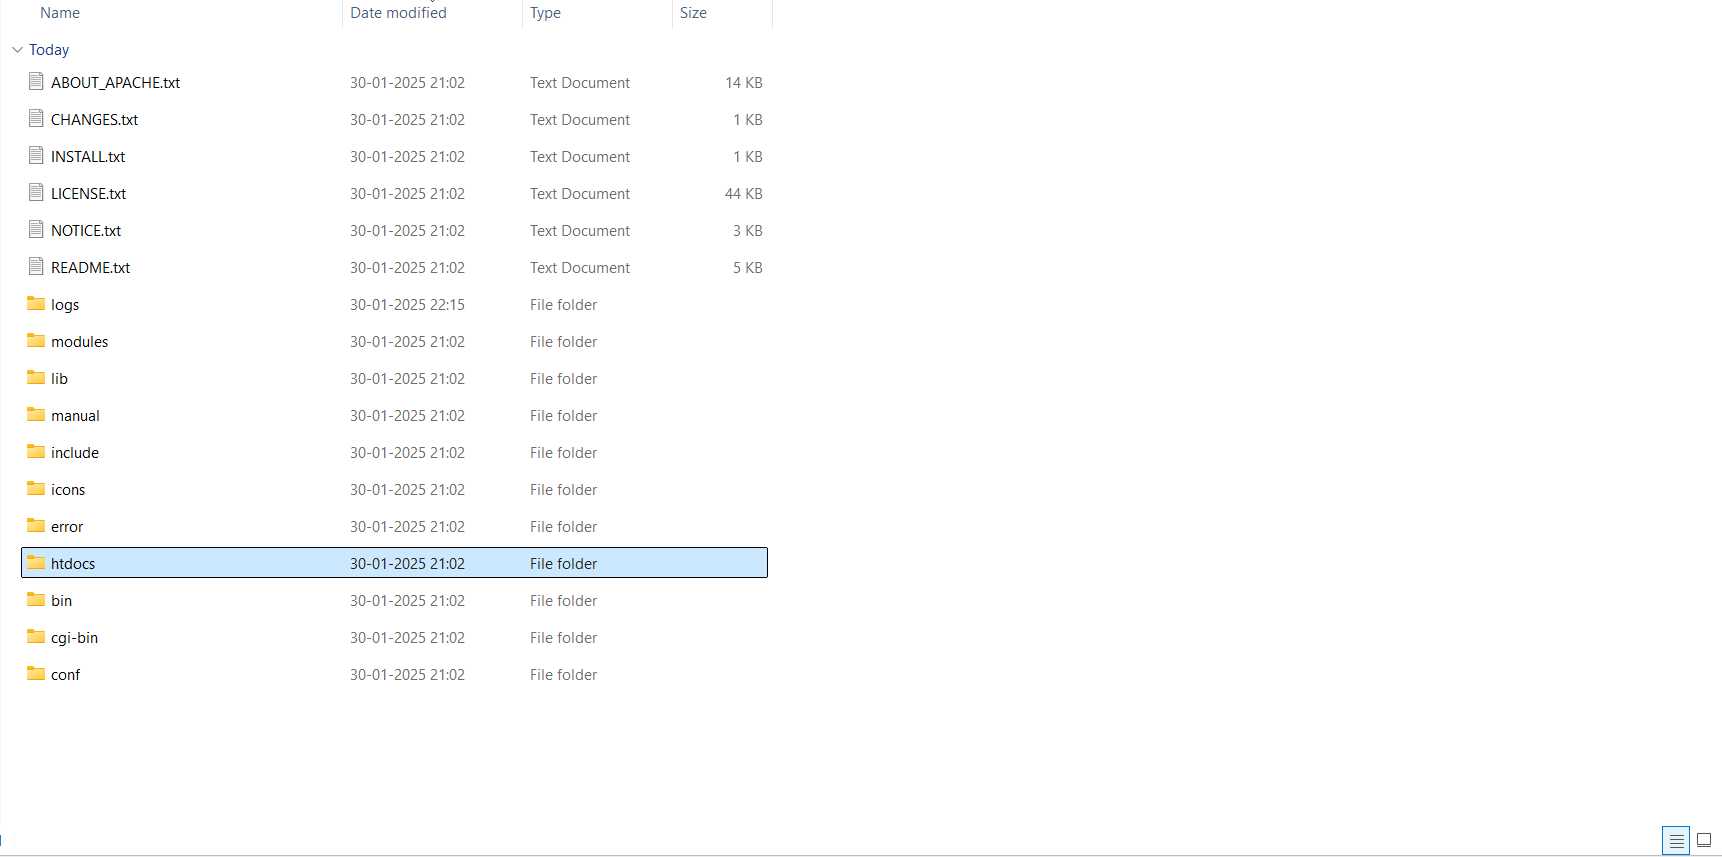 Name Date modified Type Size
Today
ABOUT_APACHE.txt 30-01-2025 21:02 Text Document 14 KB
CHANGES.txt 30-01-2025 21:02 Text Document 1 KB
INSTALL.txt 30-01-2025 21:02 Text Document 1 KB
LICENSE.txt 30-01-2025 21:02 Text Document 44 KB
NOTICE.txt 30-01-2025 21:02 Text Document 3 KB
README.txt 30-01-2025 21:02 Text Document 5 KB
logs 30-01-2025 22:15 File folder
modules 30-01-2025 21:02 File folder
lib 30-01-2025 21:02 File folder
manual 30-01-2025 21:02 File folder
include 30-01-2025 21:02 File folder
icons 30-01-2025 21:02 File folder
error 30-01-2025 21:02 File folder
htdocs 30-01-2025 21:02 File folder
bin 30-01-2025 21:02 File folder
cgi-bin 30-01-2025 21:02 File folder
conf 30-01-2025 21:02 File folder